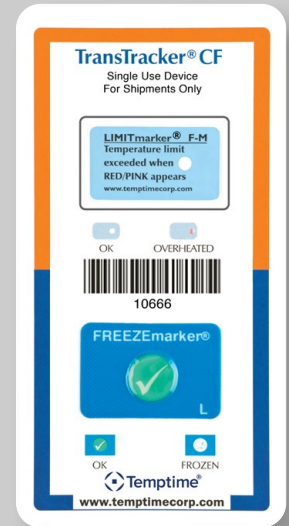 TransTracker® CF
Single Use Device
For Shipments Only
LIMITmarker® F-M
Temperature limit
exceeded when
RED/PINK appears
www.temptimecorp.com
OK OVERHEATED
10666
FREEZEmarker®
L
OK FROZEN
Temptime®
www.temptimecorp.com